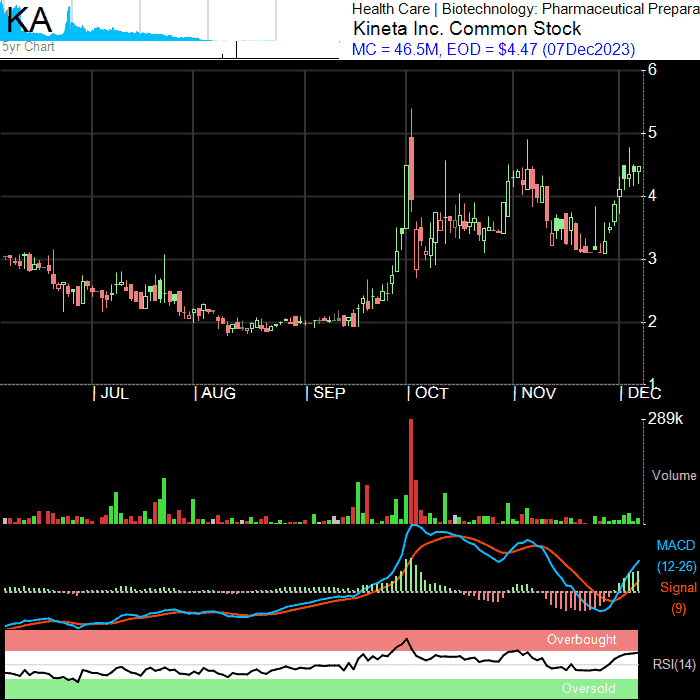 KA
5yr Chart
Health Care | Biotechnology: Pharmaceutical Prepara
Kineta Inc. Common Stock
MC = 46.5M, EOD = $4.47 (07Dec2023)
6
5
4
3
2
1
| JUL | AUG | SEP | OCT | NOV | DEC
289k
Volume
MACD
(12-26)
Signal
(9)
Overbought
RSI(14)
Oversold